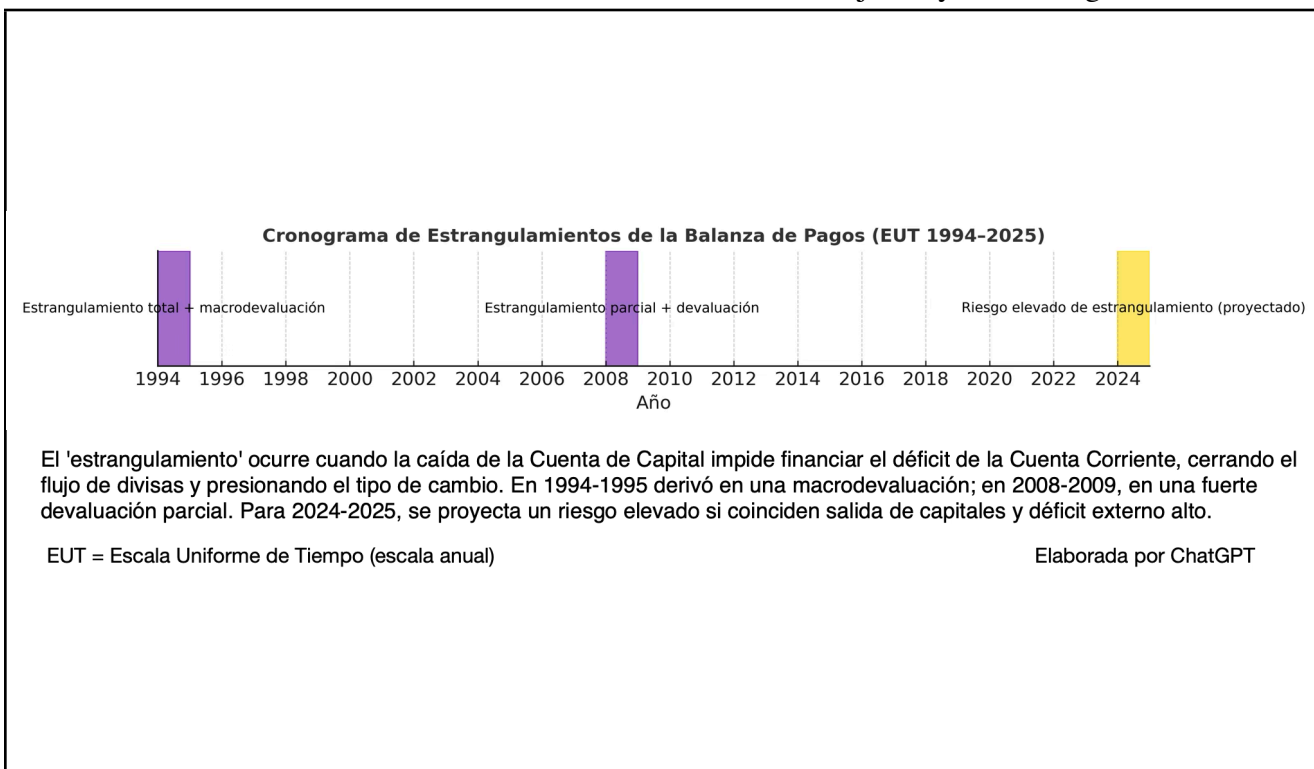 Cronograma de Estrangulamientos de la Balanza de Pagos (EUT 1994–2025)
Estrangulamiento total + macrodevaluación
Estrangulamiento parcial + devaluación
Riesgo elevado de estrangulamiento (proyectado)
1994 1996 1998 2000 2002 2004 2006 2008 2010 2012 2014 2016 2018 2020 2022 2024
Año
El 'estrangulamiento' ocurre cuando la caída de la Cuenta de Capital impide financiar el déficit de la Cuenta Corriente, cerrando el
flujo de divisas y presionando el tipo de cambio. En 1994-1995 derivó en una macrodevaluación; en 2008-2009, en una fuerte
devaluación parcial. Para 2024-2025, se proyecta un riesgo elevado si coinciden salida de capitales y déficit externo alto.
EUT = Escala Uniforme de Tiempo (escala anual)
Elaborada por ChatGPT